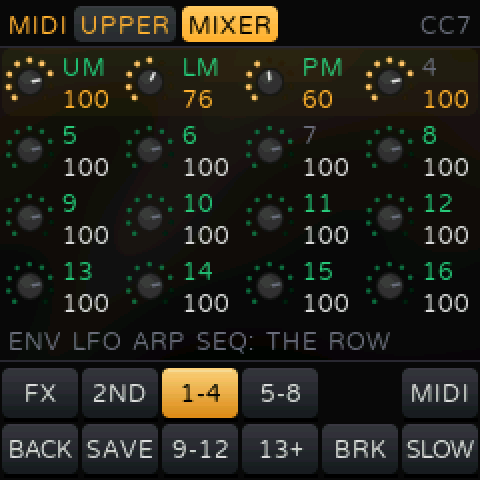 MIDI UPPER MIXER CC7
UM LM PM 4
100 76 60 100
5 6 7 8
100 100 100 100
9 10 11 12
100 100 100 100
13 14 15 16
100 100 100 100
ENV LFO ARP SEQ: THE ROW
FX 2ND 1-4 5-8 MIDI
BACK SAVE 9-12 13+ BRK SLOW